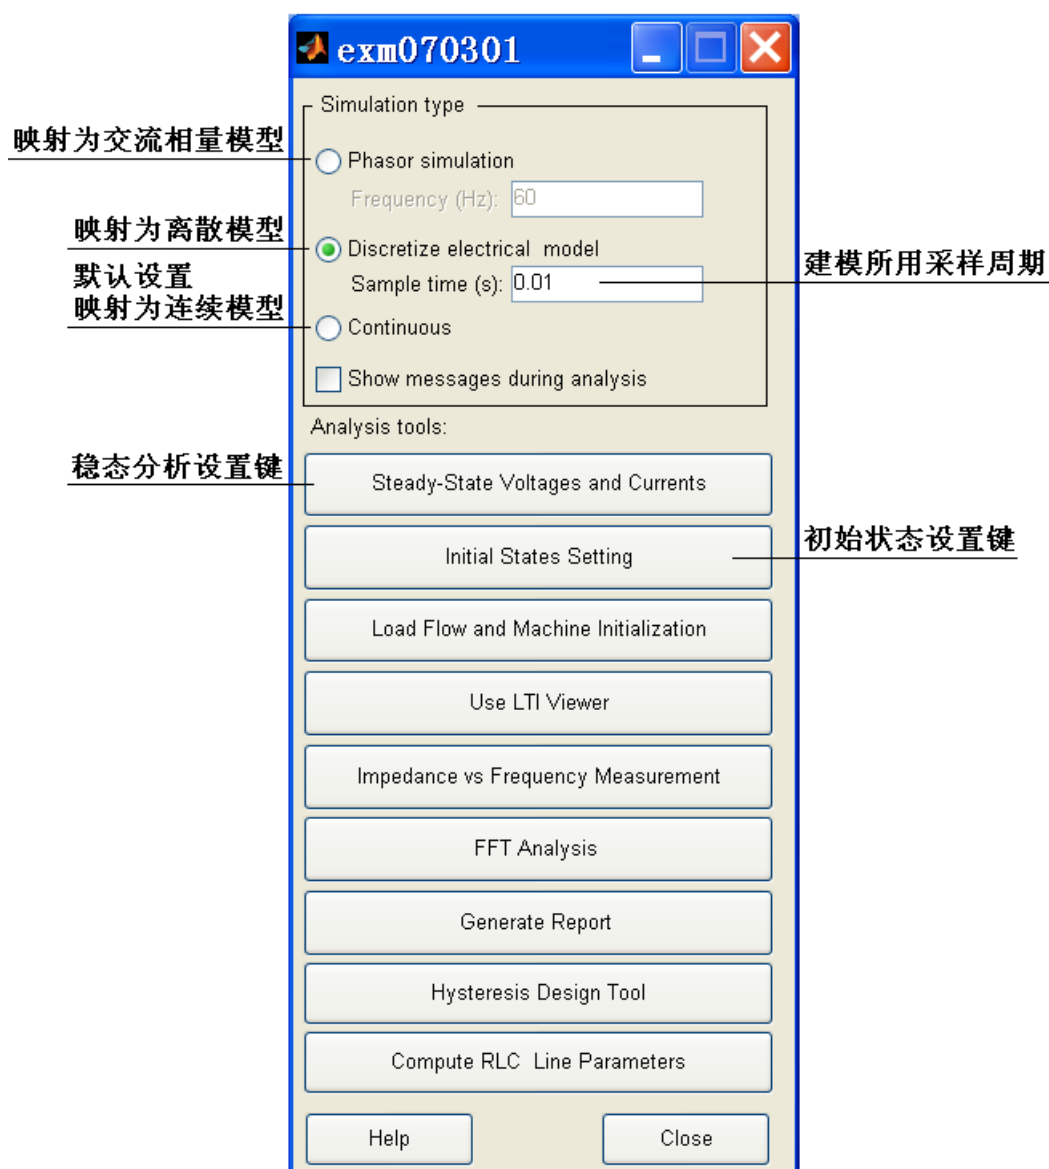 exm070301
Simulation type
映射为交流相量模型
Phasor simulation
Frequency (Hz): 60
映射为离散模型
Discretize electrical model
默认设置
Sample time (s): 0.01
建模所用采样周期
映射为连续模型
Continuous
Show messages during analysis
Analysis tools:
稳态分析设置键
Steady-State Voltages and Currents
Initial States Setting
初始状态设置键
Load Flow and Machine Initialization
Use LTI Viewer
Impedance vs Frequency Measurement
FFT Analysis
Generate Report
Hysteresis Design Tool
Compute RLC Line Parameters
Help
Close